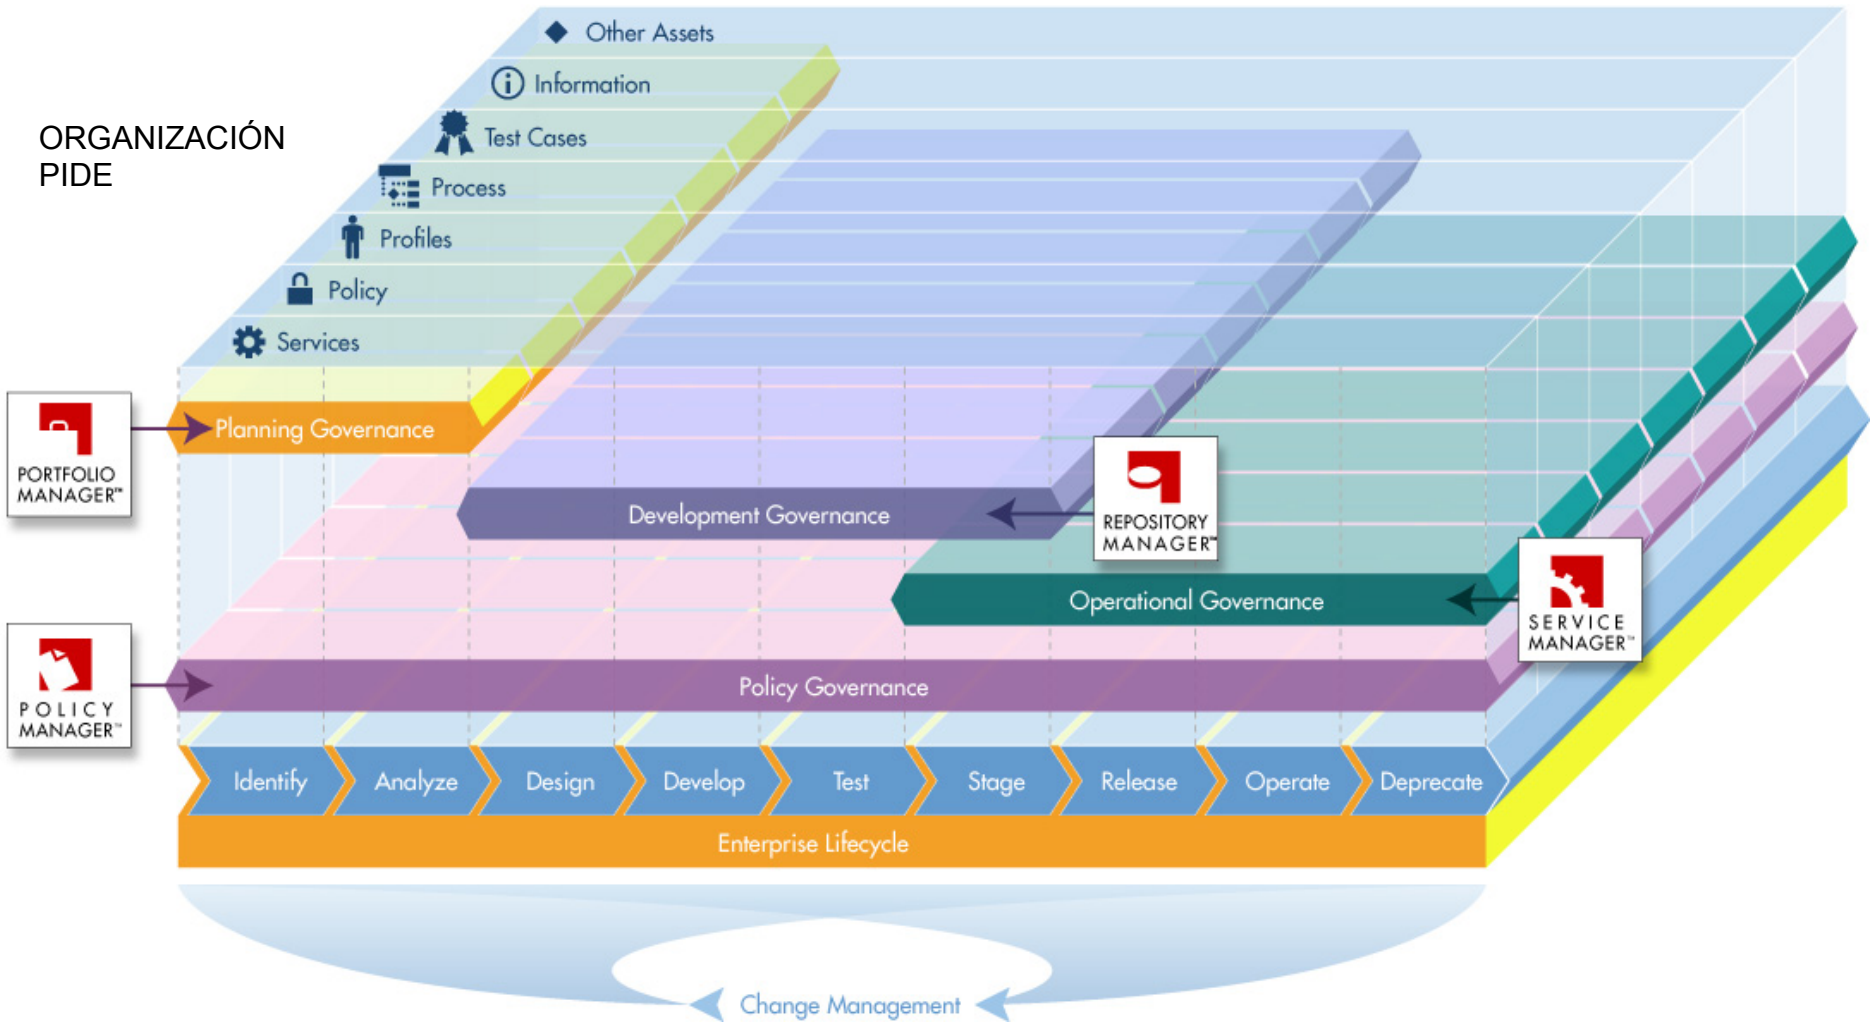 Other Assets
Information
ORGANIZACIÓN
PIDE
Test Cases
Process
Profiles
Policy
Services
Planning Governance
PORTFOLIO
MANAGER™
Development Governance
REPOSITORY
MANAGER™
Operational Governance
SERVICE
MANAGER™
Policy Governance
POLICY
MANAGER™
Identify
Analyze
Design
Develop
Test
Stage
Release
Operate
Deprecate
Enterprise Lifecycle
Change Management